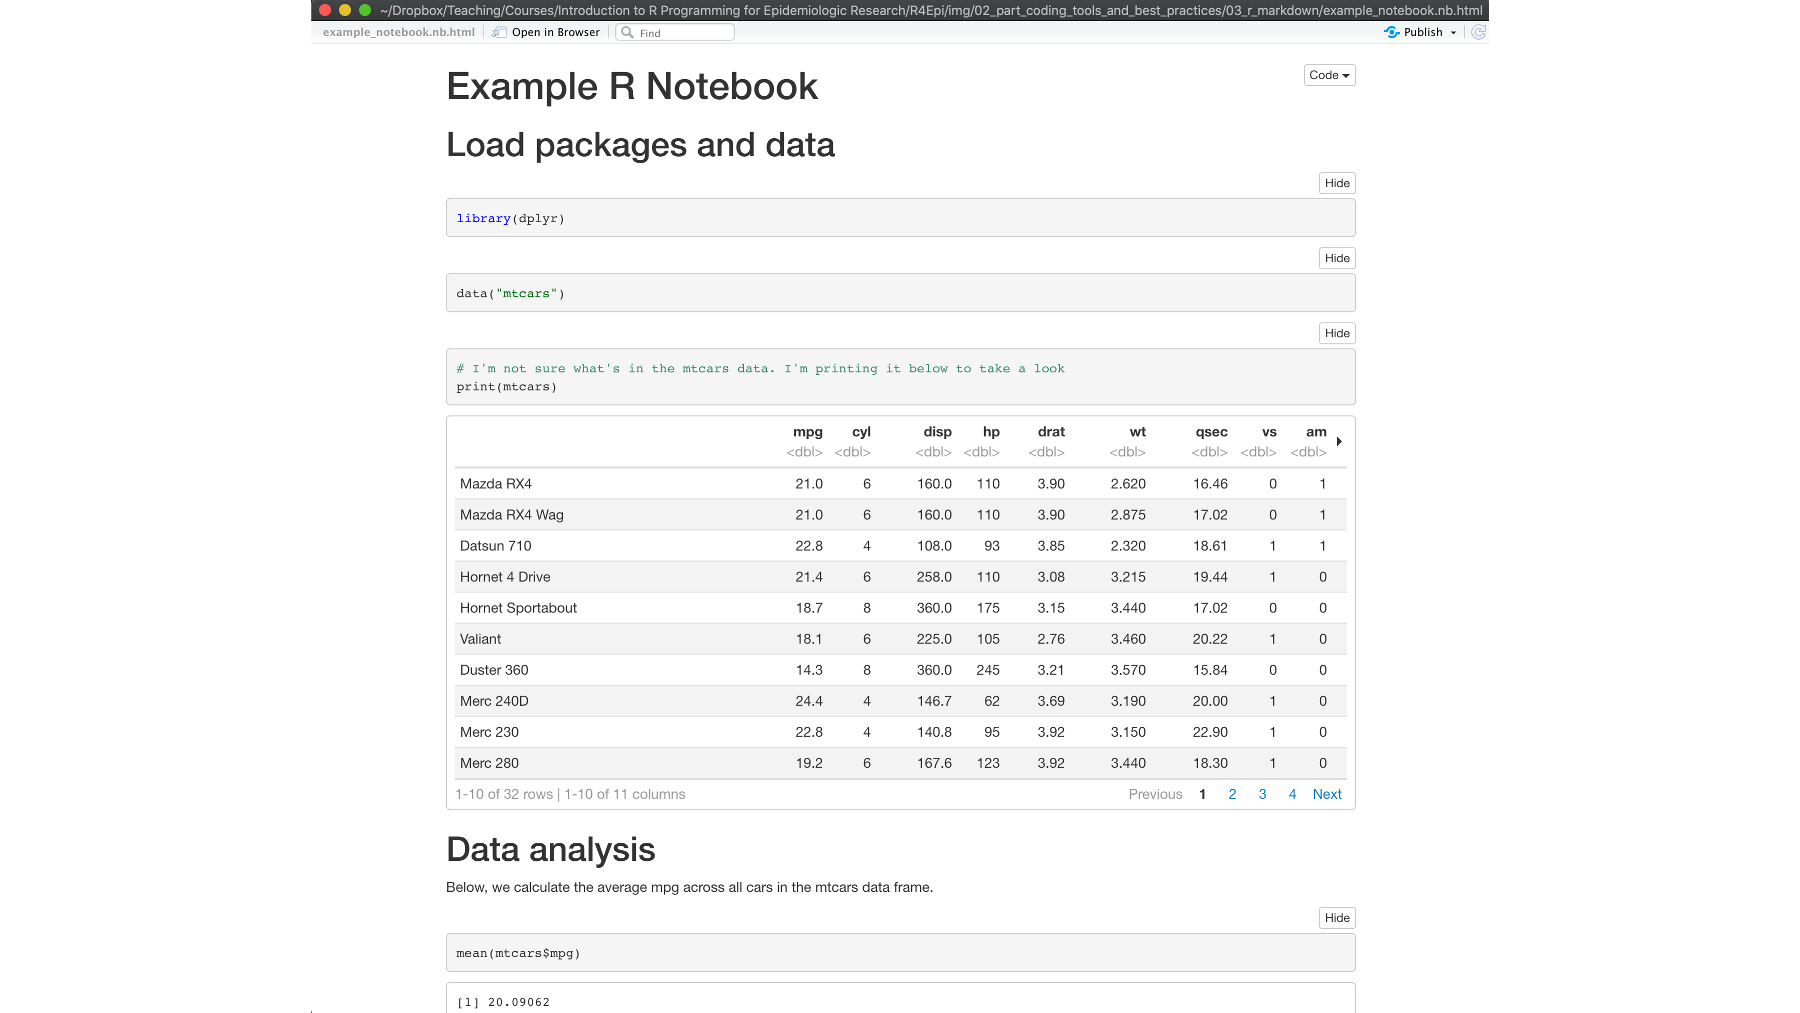 ~/Dropbox/Teaching/Courses/Introduction to R Programming for Epidemiologic Research/R4Epi/img/02_part_coding_tools_and_best_practices/03_r_markdown/example_notebook.nb.html
example_notebook.nb.html Open in Browser Find Publish
Example R Notebook Code
Load packages and data
Hide
library(dplyr)
Hide
data("mtcars")
Hide
# I'm not sure what's in the mtcars data. I'm printing it below to take a look
print(mtcars)
mpg cyl disp hp drat wt qsec vs am
<dbl> <dbl> <dbl> <dbl> <dbl> <dbl> <dbl> <dbl> <dbl>
Mazda RX4 21.0 6 160.0 110 3.90 2.620 16.46 0 1
Mazda RX4 Wag 21.0 6 160.0 110 3.90 2.875 17.02 0 1
Datsun 710 22.8 4 108.0 93 3.85 2.320 18.61 1 1
Hornet 4 Drive 21.4 6 258.0 110 3.08 3.215 19.44 1 0
Hornet Sportabout 18.7 8 360.0 175 3.15 3.440 17.02 0 0
Valiant 18.1 6 225.0 105 2.76 3.460 20.22 1 0
Duster 360 14.3 8 360.0 245 3.21 3.570 15.84 0 0
Merc 240D 24.4 4 146.7 62 3.69 3.190 20.00 1 0
Merc 230 22.8 4 140.8 95 3.92 3.150 22.90 1 0
Merc 280 19.2 6 167.6 123 3.92 3.440 18.30 1 0
1-10 of 32 rows | 1-10 of 11 columns Previous 1 2 3 4 Next
Data analysis
Below, we calculate the average mpg across all cars in the mtcars data frame.
Hide
mean(mtcars$mpg)
[1] 20.09062